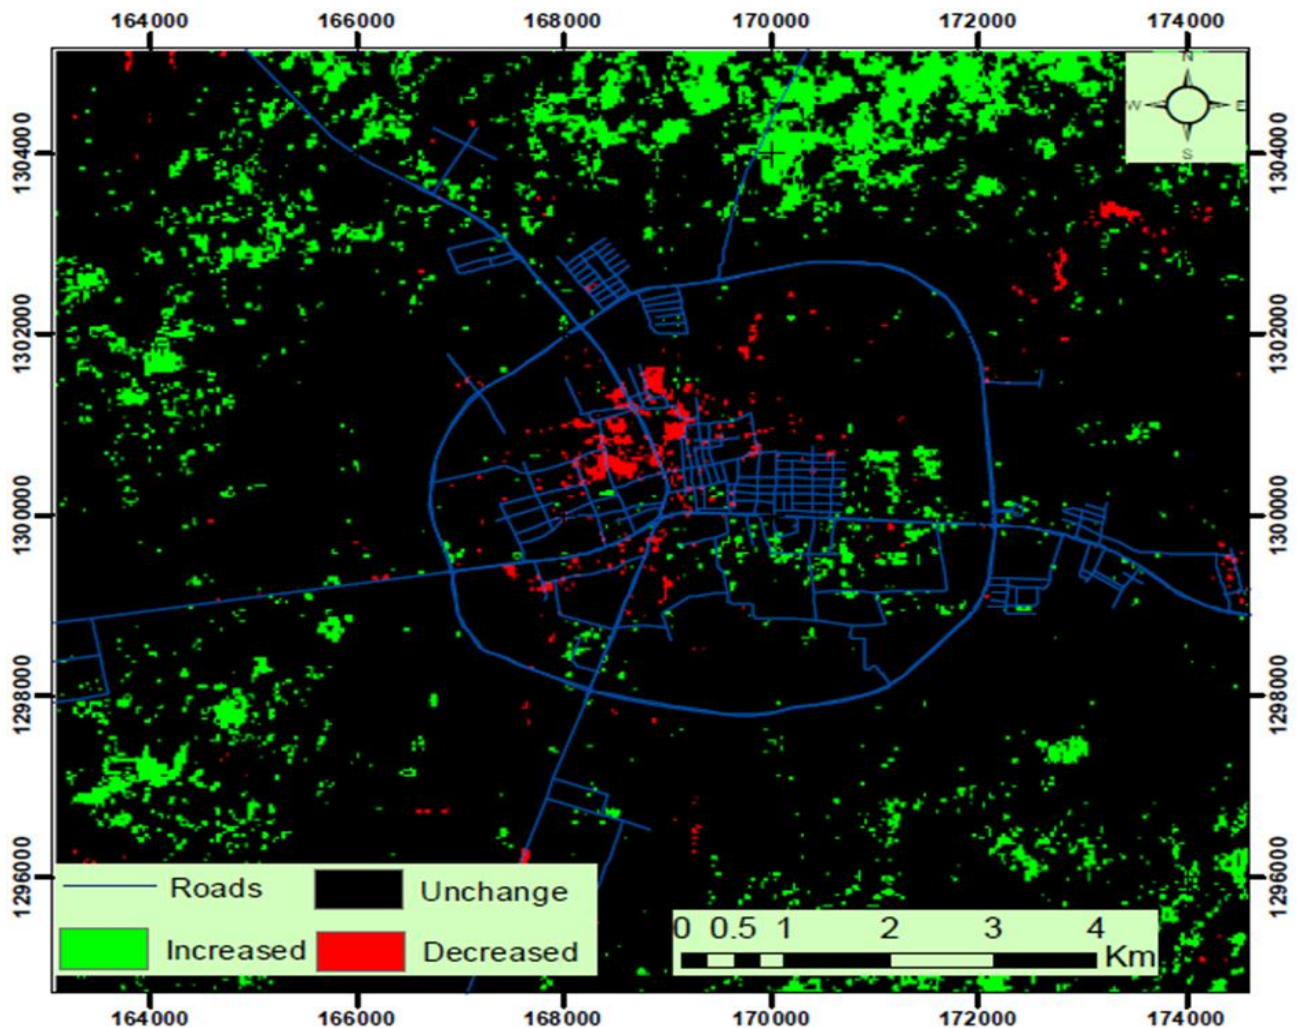 164000 166000 168000 170000 172000 174000
N
W E
S
1304000 1304000
1302000 1302000
1300000 1300000
1298000 1298000
1296000 1296000
Roads Unchange
Increased Decreased
0 0.5 1 2 3 4
Km
164000 166000 168000 170000 172000 174000